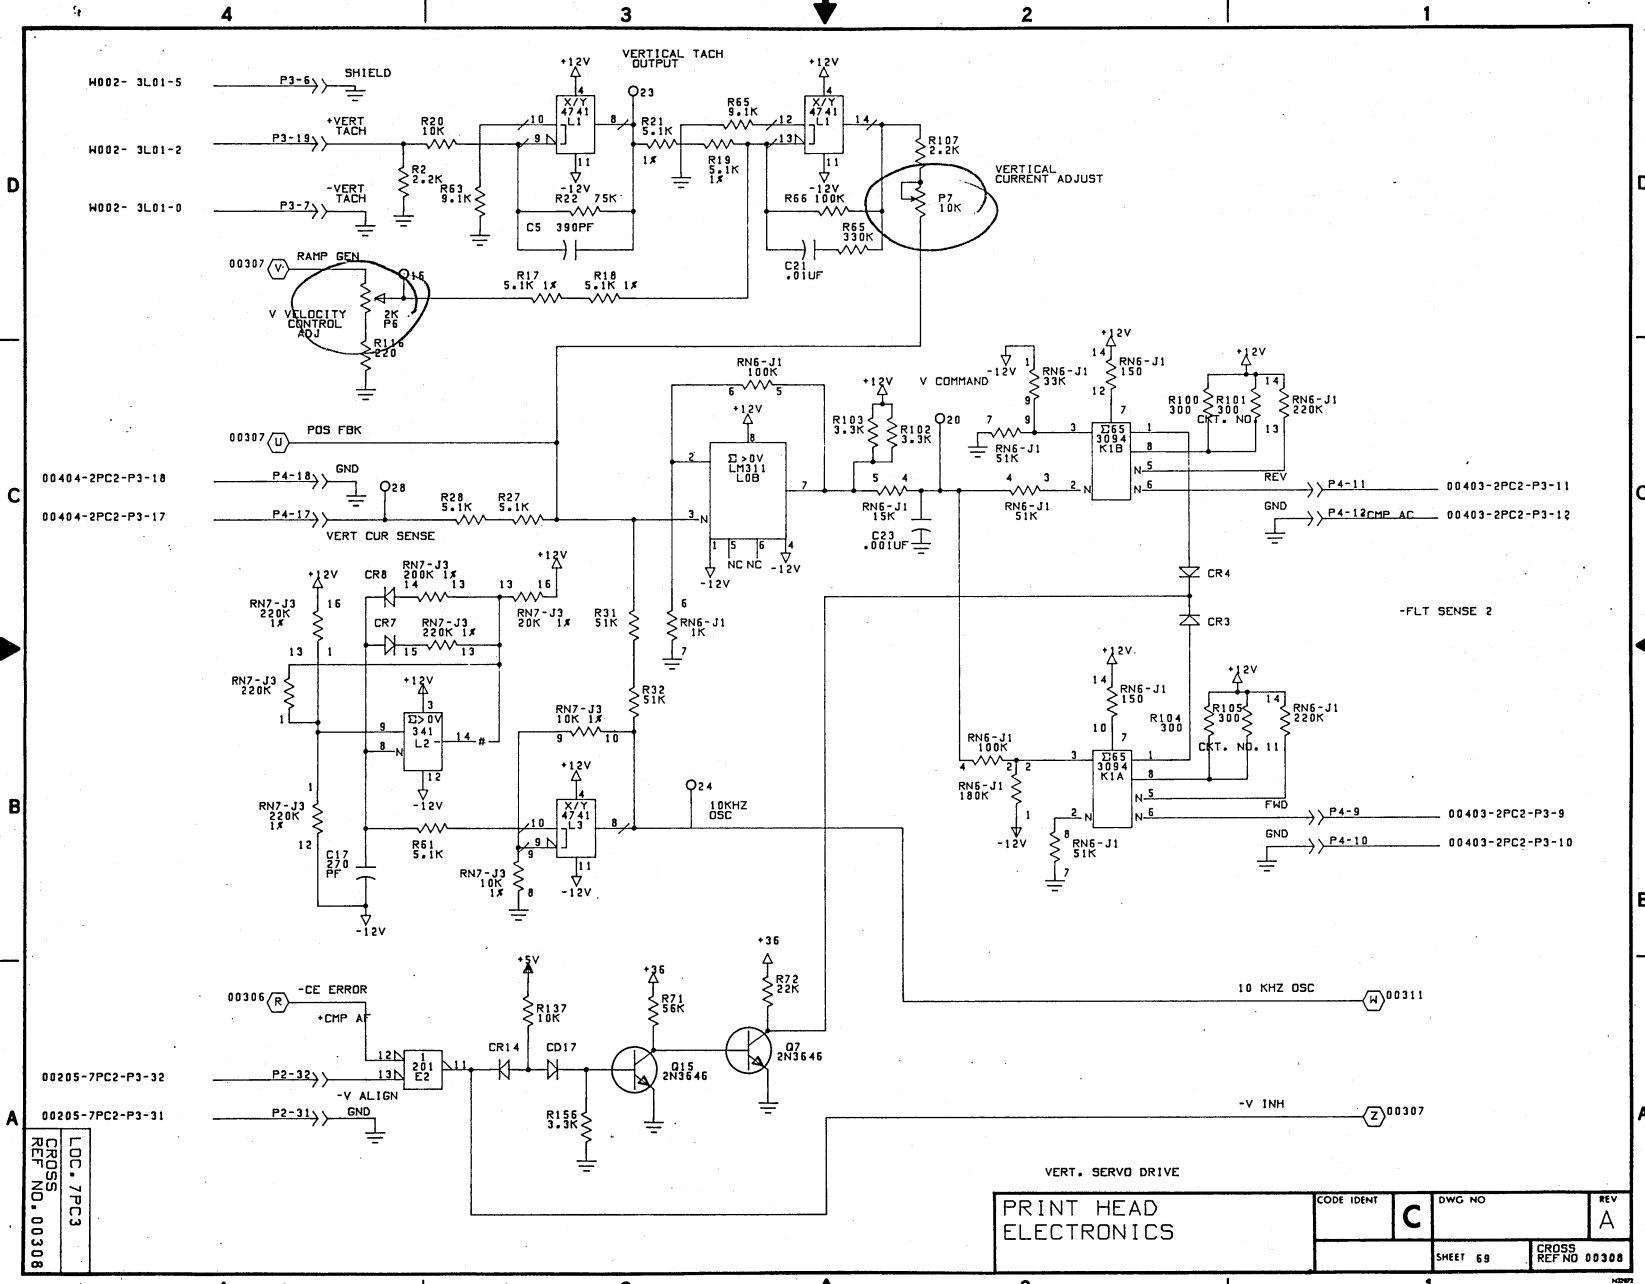 4 3 2 1
W002- 3L01-5 P3-6 SHIELD
VERTICAL TACH
OUTPUT
+12V +12V
W002- 3L01-2 P3-19 +VERT
TACH
R20
10K
R2
2.2K
R63
9.1K
10 9 X/Y
4741
L1
4 8 11
-12V
23
R22 75K
C5 390PF
R21
5.1K
1%
R65
9.1K
R19
5.1K
1%
12 13 X/Y
4741
L1
4 14 11
-12V
R66 100K
R65
330K
C21
.01UF
R107
2.2K
VERTICAL
CURRENT ADJUST
P7
10K
D D
W002- 3L01-0 P3-7 -VERT
TACH
00307 V RAMP GEN
16
V VELOCITY
CONTROL
ADJ
2K
P6
R116
220
R17
5.1K 1%
R18
5.1K 1%
00307 U POS FBK
00404-2PC2-P3-18 P4-18 GND
00404-2PC2-P3-17 P4-17
28
VERT CUR SENSE
R28
5.1K
R27
5.1K
C C
RN6-J1
100K
6 5
+12V
8
Σ>0V
LM311
L0B
2 3 N 7
1 5 6 4
NC NC
-12V -12V
6
RN6-J1
1K
7
R31
51K
R32
51K
+12V
R103
3.3K
R102
3.3K
V COMMAND
20
5 4
RN6-J1
15K
C23
.001UF
-12V
1
RN6-J1
33K
9
7 9
RN6-J1
51K
4 3
RN6-J1
51K
+12V
14
RN6-J1
150
12
7
3 Σ65
3094
K1B
2 N 1 8 N5 N6
+12V
R100
300
R101
300
CKT. NO.
14
RN6-J1
220K
13
REV
P4-11 00403-2PC2-P3-11
GND
P4-12 CMP AC 00403-2PC2-P3-12
CR4
CR3
-FLT SENSE 2
+12V
RN7-J3
220K
1%
16
1
CR8
RN7-J3
200K 1%
14 13
CR7
RN7-J3
220K 1%
15 13
13 16
RN7-J3
20K 1%
+12V
13
RN7-J3
220K
1
+12V
3
Σ>0V
341
L2
9 8 N 14 #
12
-12V
1
RN7-J3
220K
1%
12
C17
270
PF
-12V
R61
5.1K
RN7-J3
10K 1%
9 10
+12V
4
X/Y
4741
L3
10 9 8
11
-12V
9
RN7-J3
10K
1%
8
24
10KHZ
OSC
B B
+12V
14
RN6-J1
150
10
7
RN6-J1
100K
4 2 2
RN6-J1
180K
1
-12V
3 Σ65
3094
K1A
2 N 1 8 N5 N6
8
RN6-J1
51K
7
+12V
R104
300
R105
300
CKT. NO. 11
14
RN6-J1
220K
FWD
P4-9 00403-2PC2-P3-9
GND
P4-10 00403-2PC2-P3-10
00306 R -CE ERROR
+CMP AF
12 13 1
201
E2
11
00205-7PC2-P3-32 P2-32
-V ALIGN
00205-7PC2-P3-31 P2-31 GND
+5V
R137
10K
CR14 CD17
R156
3.3K
+36
R71
56K
Q15
2N3646
+36
R72
22K
Q7
2N3646
10 KHZ OSC W 00311
-V INH Z 00307
A A
VERT. SERVO DRIVE
LOC. 7PC3
CROSS
REF NO. 00308
PRINT HEAD
ELECTRONICS
CODE IDENT C DWG NO REV
A
SHEET 69 CROSS
REF NO 00308